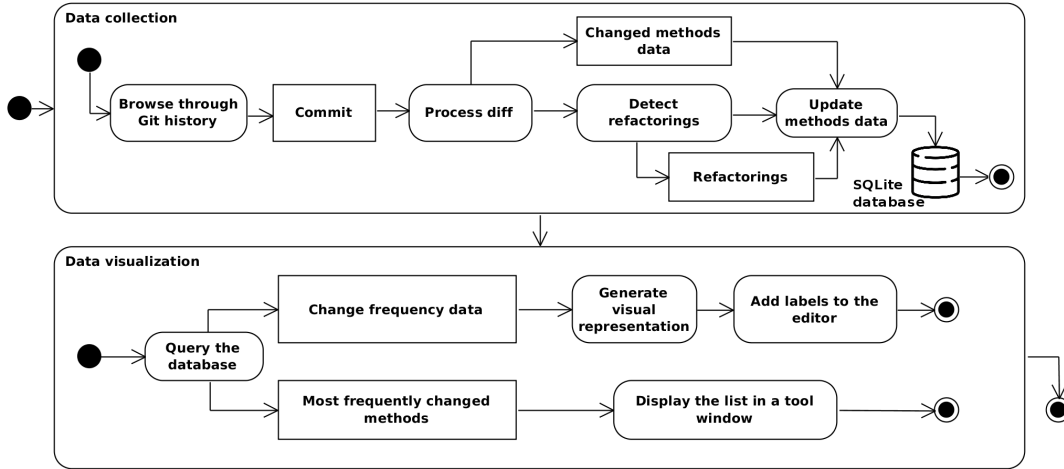 Data collection
Changed methods
data
Browse through
Git history
Commit
Process diff
Detect
refactorings
Update
methods data
Refactorings
SQLite
database
Data visualization
Change frequency data
Generate
visual
representation
Add labels to the
editor
Query the
database
Most frequently changed
methods
Display the list in a tool
window